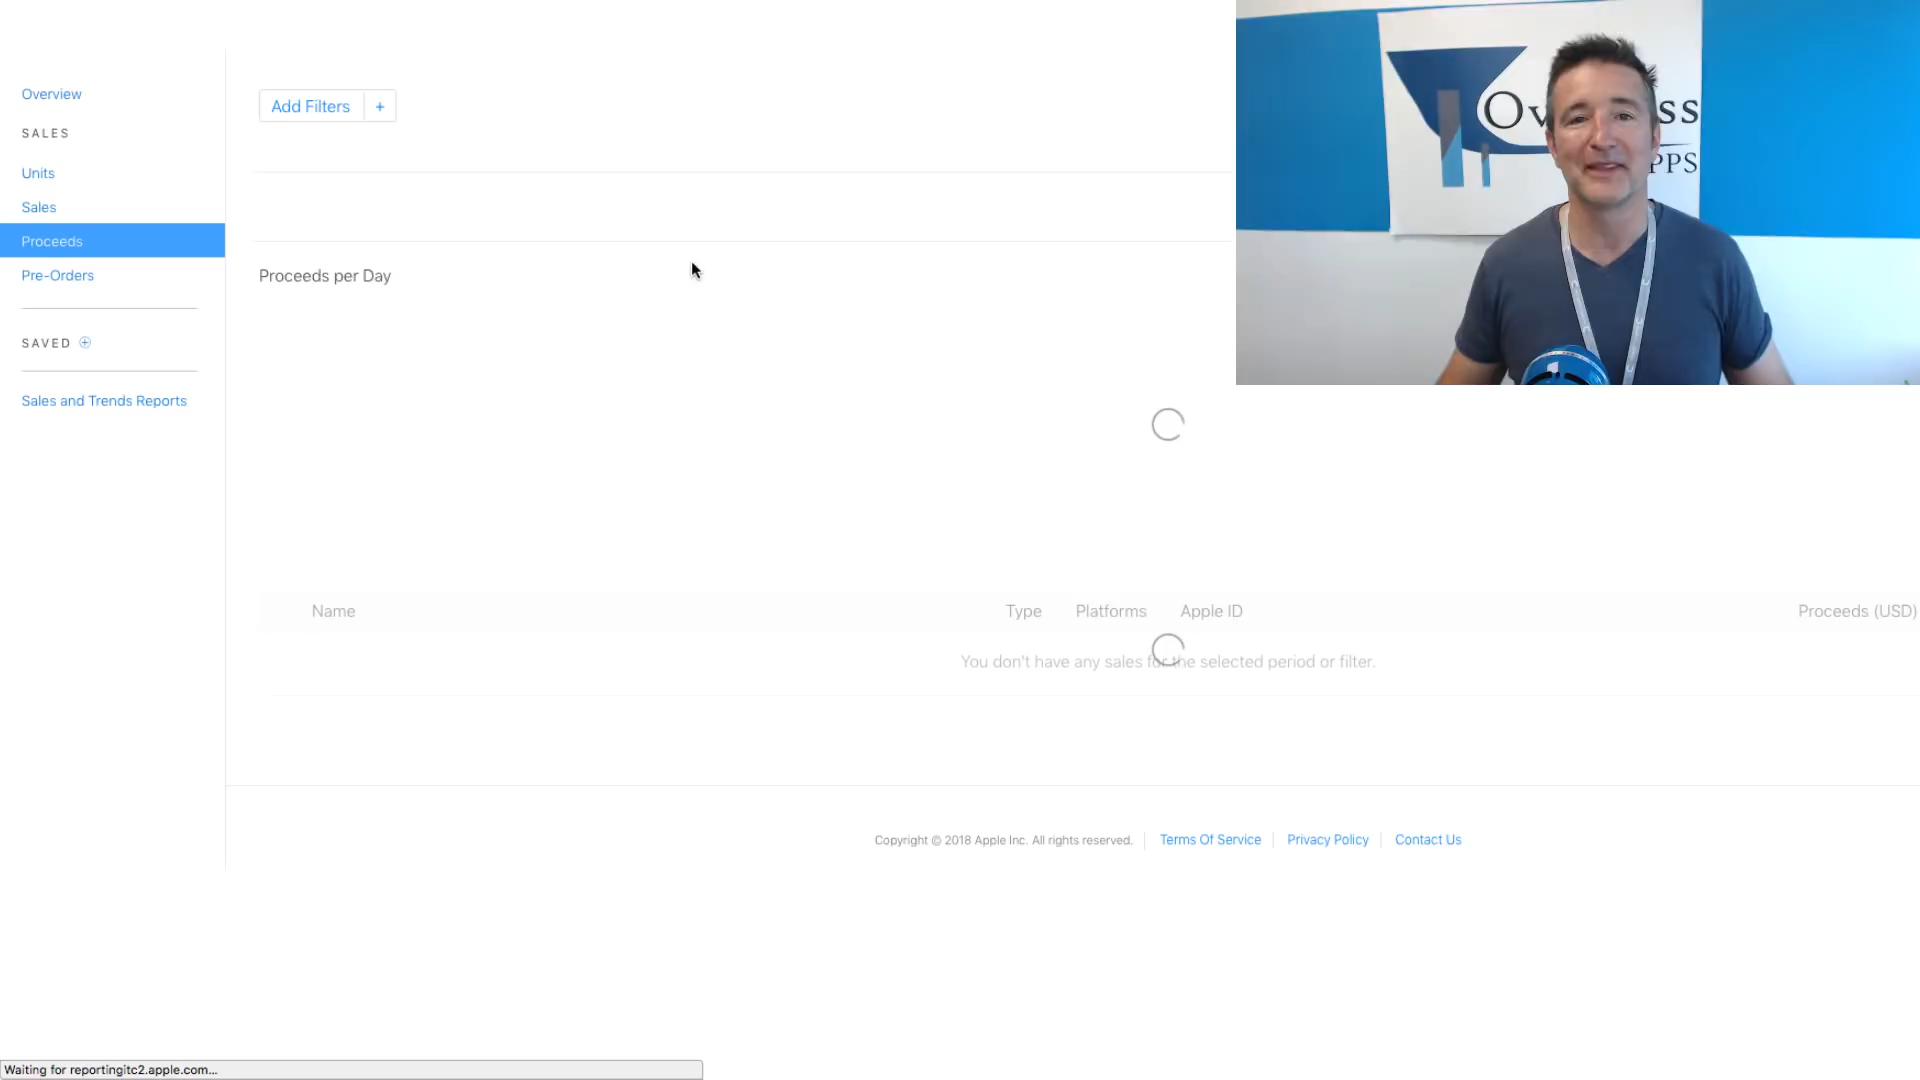 Overview
SALES
Units
Sales
Proceeds
Pre-Orders
SAVED
Sales and Trends Reports
Add Filters +
Proceeds per Day
Name Type Platforms Apple ID Proceeds (USD)
You don't have any sales for the selected period or filter.
Copyright © 2018 Apple Inc. All rights reserved. Terms Of Service Privacy Policy Contact Us
Waiting for reportingitc2.apple.com...